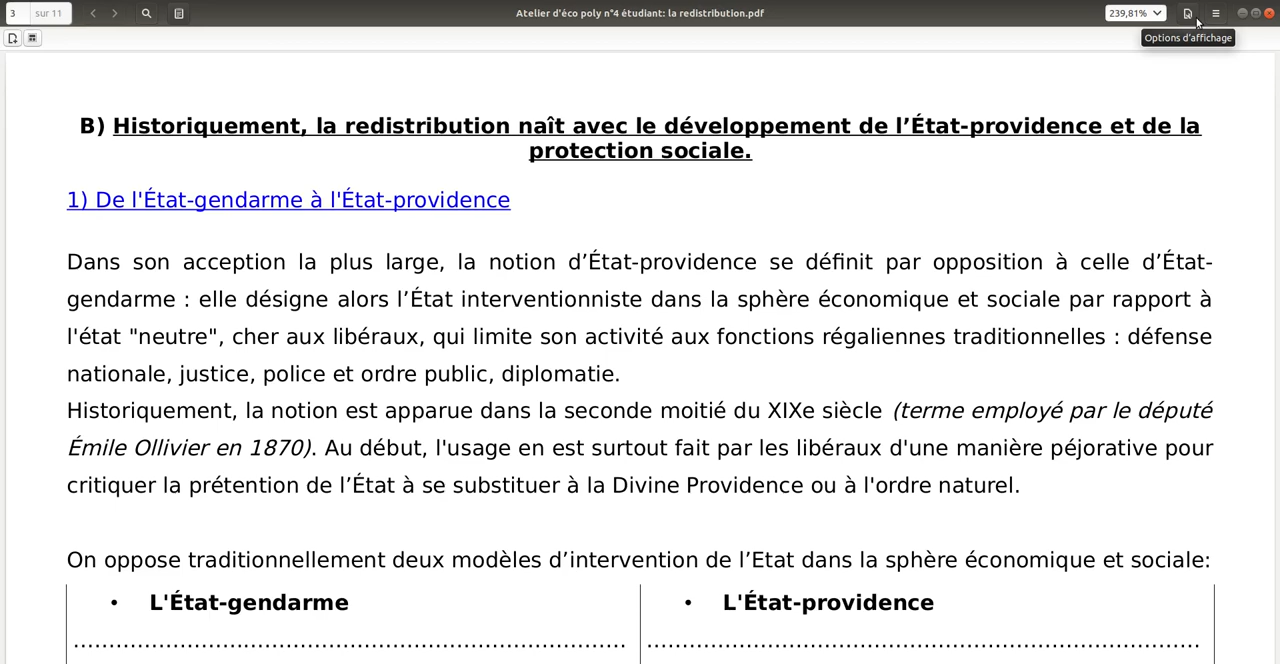 3 sur 11
Atelier d'éco poly n°4 étudiant: la redistribution.pdf
239,81%
Options d'affichage
B) Historiquement, la redistribution naît avec le développement de l’État-providence et de la
protection sociale.
1) De l'État-gendarme à l'État-providence
Dans son acception la plus large, la notion d’État-providence se définit par opposition à celle d’État-
gendarme : elle désigne alors l’État interventionniste dans la sphère économique et sociale par rapport à
l'état "neutre", cher aux libéraux, qui limite son activité aux fonctions régaliennes traditionnelles : défense
nationale, justice, police et ordre public, diplomatie.
Historiquement, la notion est apparue dans la seconde moitié du XIXe siècle (terme employé par le député
Émile Ollivier en 1870). Au début, l'usage en est surtout fait par les libéraux d'une manière péjorative pour
critiquer la prétention de l’État à se substituer à la Divine Providence ou à l'ordre naturel.
On oppose traditionnellement deux modèles d’intervention de l’Etat dans la sphère économique et sociale:
• L'État-gendarme
• L'État-providence